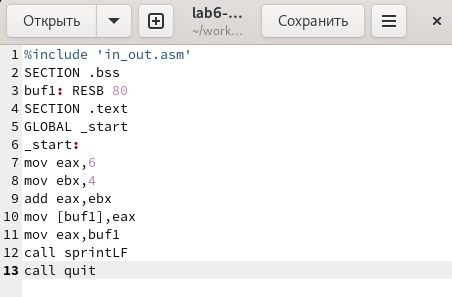 Открыть lab6-... Сохранить
~/work...
1 %include 'in_out.asm'
2 SECTION .bss
3 buf1: RESB 80
4 SECTION .text
5 GLOBAL _start
6 _start:
7 mov eax,6
8 mov ebx,4
9 add eax,ebx
10 mov [buf1],eax
11 mov eax,buf1
12 call sprintLF
13 call quit